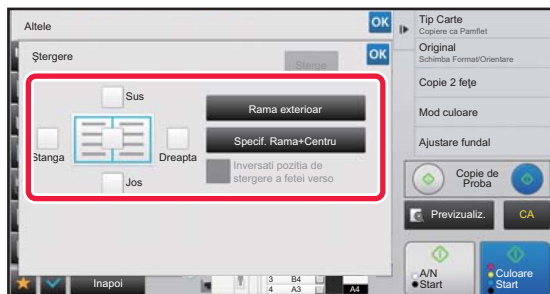 Altele
OK
Ştergere
OK
Sterge
Sus
Stanga
Dreapta
Jos
Rama exterioar
Specif. Rama+Centru
Inversati pozitia de
stergere a fetei verso
Inapoi
3 B4
4 A3
A4
Tip Carte
Copiere ca Pamflet
Original
Schimba Format/Orientare
Copie 2 feţe
Mod culoare
Ajustare fundal
Copie de
Proba
Previzualiz.
CA
A/N
Start
Culoare
Start